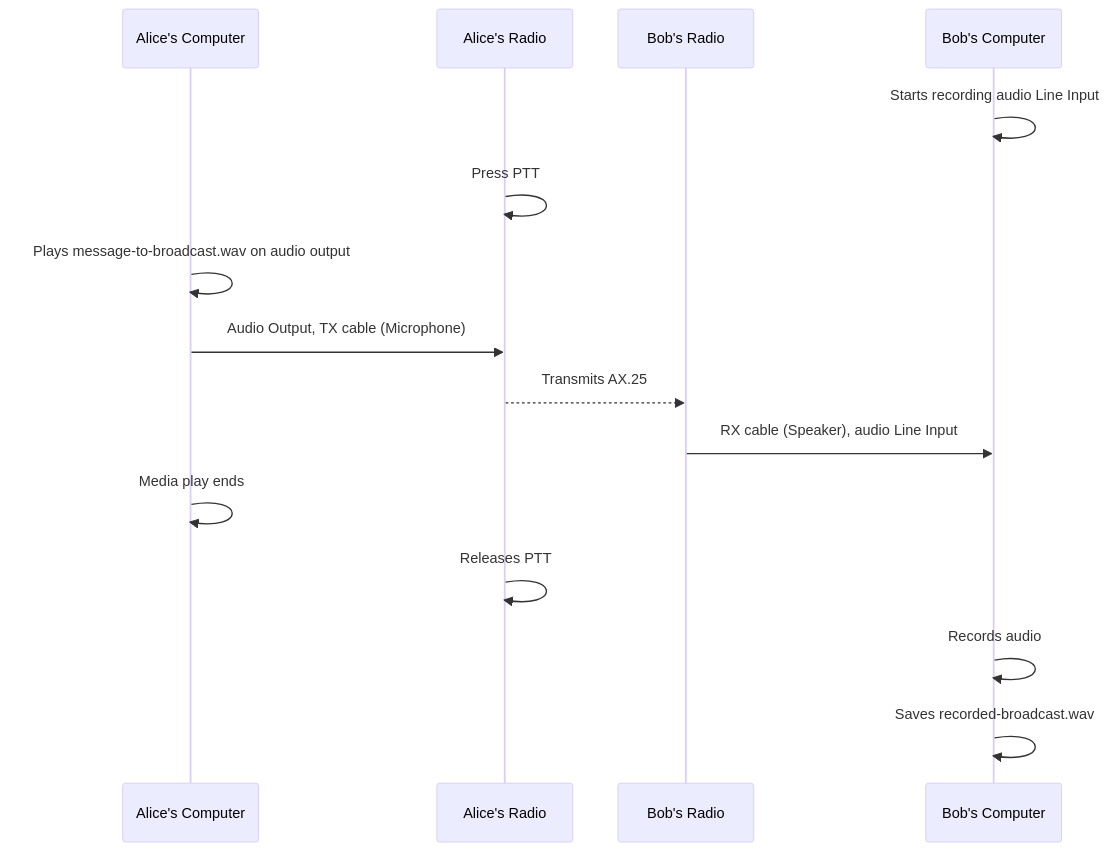 Alice's Computer
Alice's Radio
Bob's Radio
Bob's Computer
Starts recording audio Line Input
Press PTT
Plays message-to-broadcast.wav on audio output
Audio Output, TX cable (Microphone)
Transmits AX.25
RX cable (Speaker), audio Line Input
Media play ends
Releases PTT
Records audio
Saves recorded-broadcast.wav
Alice's Computer
Alice's Radio
Bob's Radio
Bob's Computer